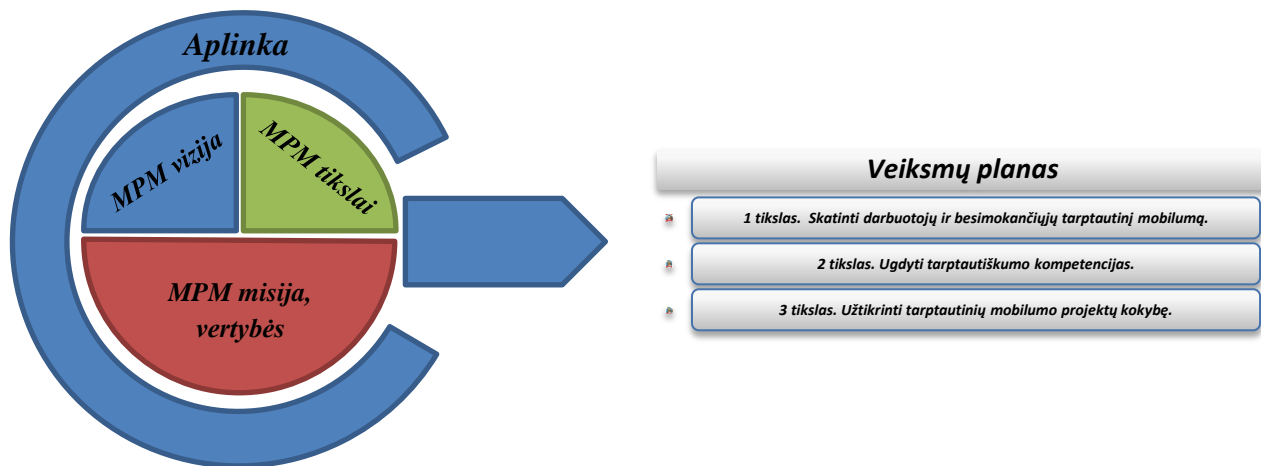 Aplinka
MPM vizija
MPM tikslai
MPM misija,
vertybės
Veiksmų planas
1 tikslas. Skatinti darbuotojų ir besimokančiųjų tarptautinį mobilumą.
2 tikslas. Ugdyti tarptautiškumo kompetencijas.
3 tikslas. Užtikrinti tarptautinių mobilumo projektų kokybę.